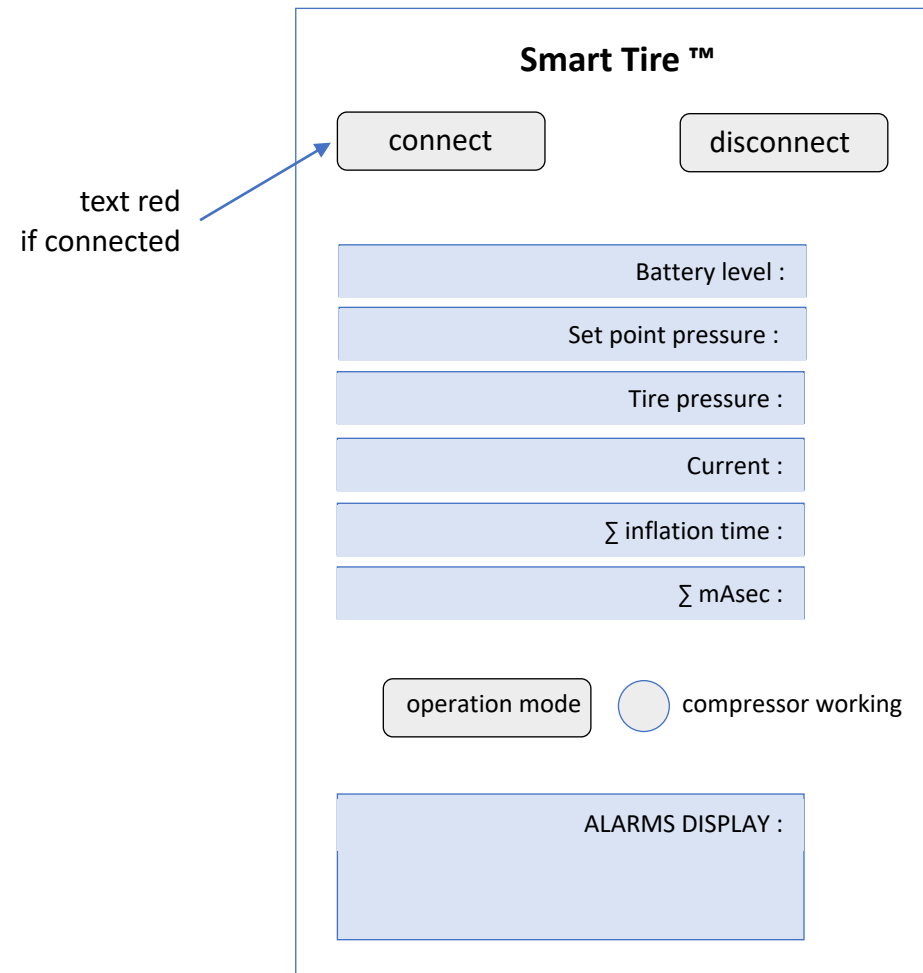 Smart Tire ™
connect
disconnect
text red
if connected
Battery level :
Set point pressure :
Tire pressure :
Current :
∑ inflation time :
∑ mAsec :
operation mode
compressor working
ALARMS DISPLAY :